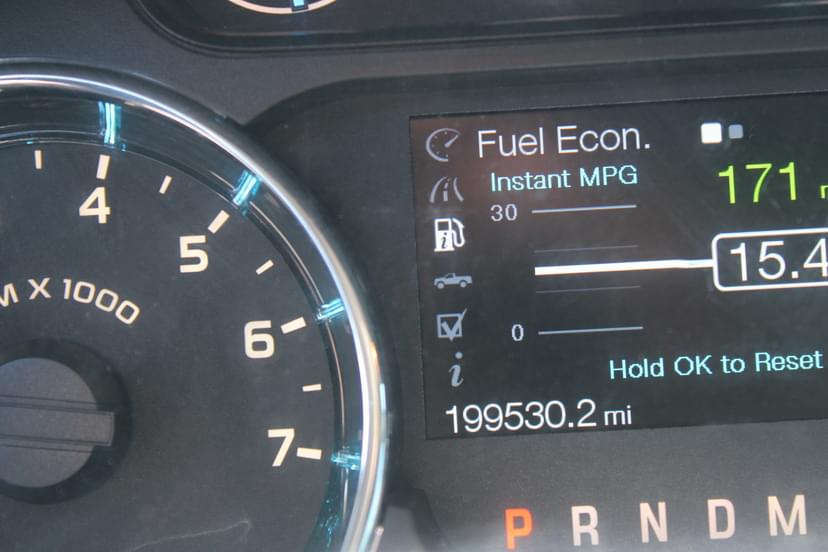 4
5
6
7
X 1000
Fuel Econ.
Instant MPG
171
30
15.4
0
Hold OK to Reset
199530.2 mi
P R N D M